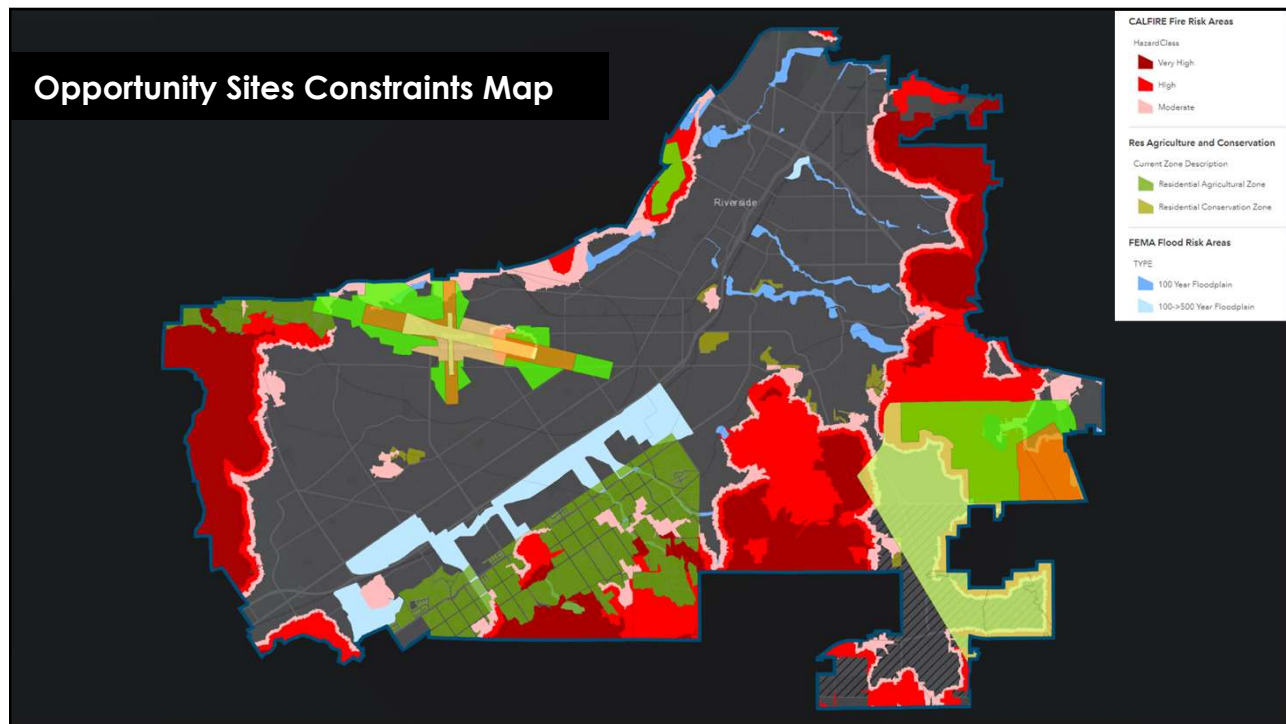 Opportunity Sites Constraints Map
Riverside
CALFIRE Fire Risk Areas
HazardClass
Very High
High
Moderate
Res Agriculture and Conservation
Current Zone Description
Residential Agricultural Zone
Residential Conservation Zone
FEMA Flood Risk Areas
TYPE
100 Year Floodplain
100->500 Year Floodplain